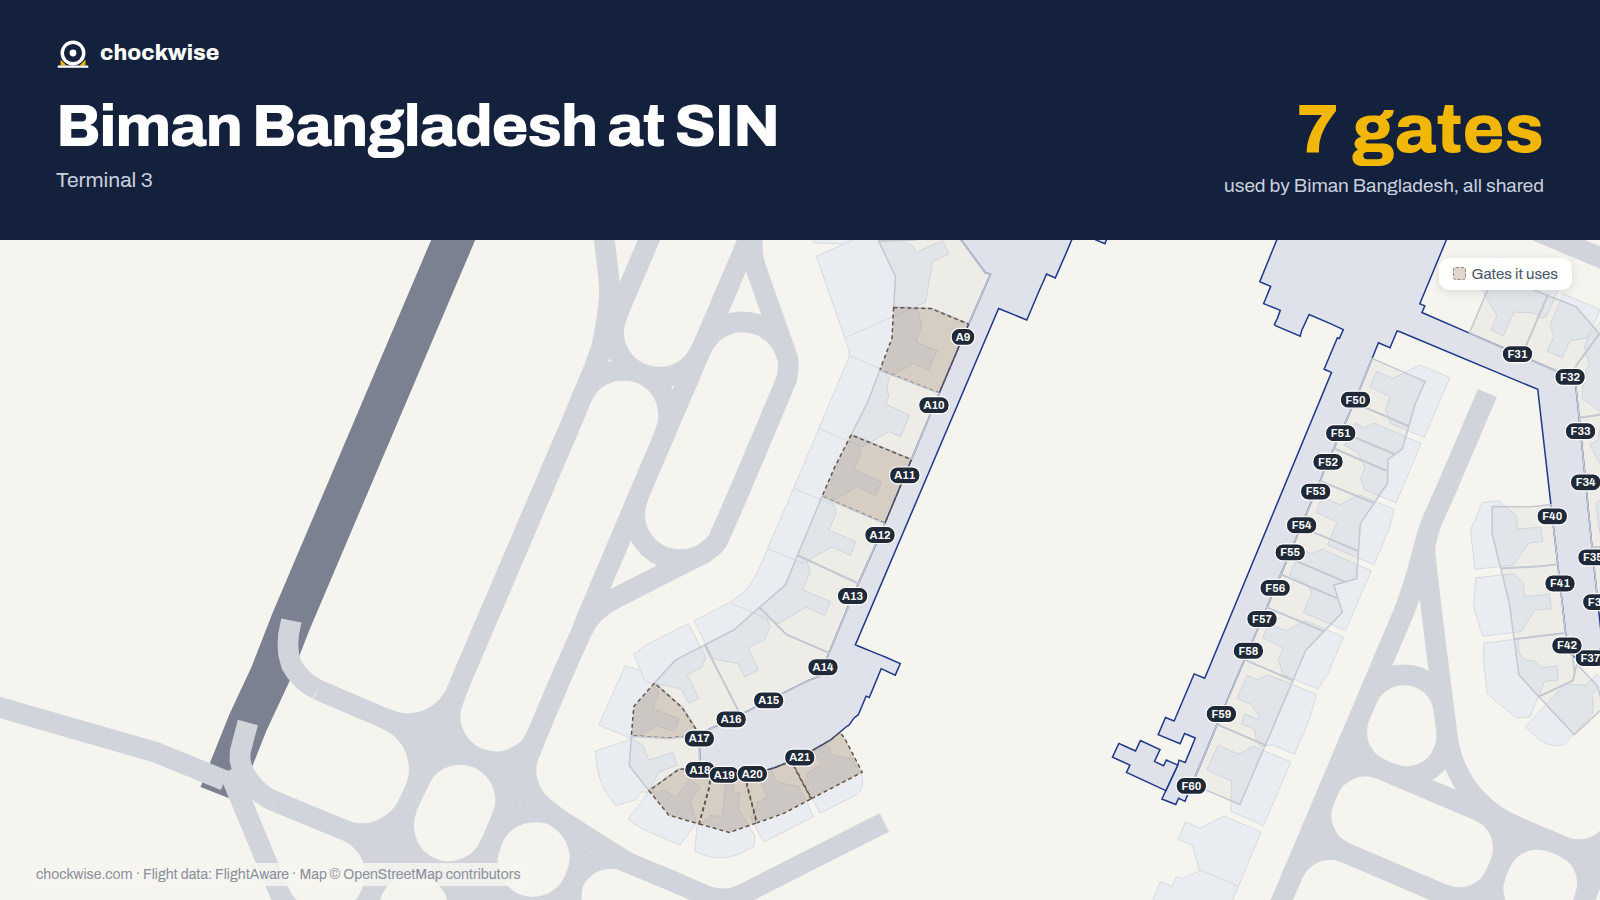 chockwise
Biman Bangladesh at SIN
Terminal 3
7 gates
used by Biman Bangladesh, all shared
Gates it uses
A9
A10
A11
A12
A13
A14
A15
A16
A17
A18
A19
A20
A21
F31
F32
F33
F34
F35
F37
F40
F41
F42
F50
F51
F52
F53
F54
F55
F56
F57
F58
F59
F60
chockwise.com · Flight data: FlightAware · Map © OpenStreetMap contributors